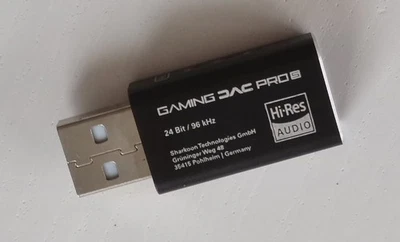 GAMING DAC PRO S
24 Bit / 96 kHz
Hi-Res
AUDIO
Sharkoon Technologies GmbH
Grüninger Weg 48
35415 Pohlheim | Germany